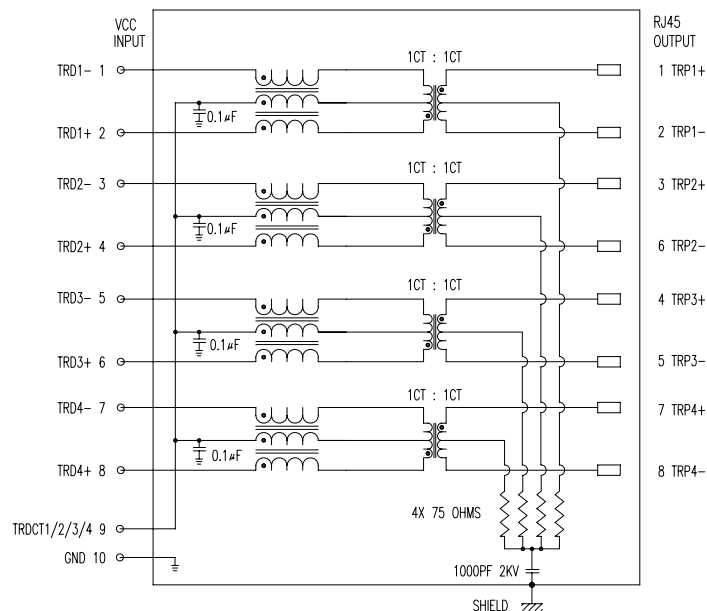 VCC
INPUT
RJ45
OUTPUT
TRD1- 1
1CT : 1CT
1 TRP1+
0.1μF
TRD1+ 2
2 TRP1-
TRD2- 3
1CT : 1CT
3 TRP2+
0.1μF
TRD2+ 4
6 TRP2-
TRD3- 5
1CT : 1CT
4 TRP3+
0.1μF
TRD3+ 6
5 TRP3-
TRD4- 7
1CT : 1CT
7 TRP4+
0.1μF
TRD4+ 8
8 TRP4-
4X 75 OHMS
TRDCT1/2/3/4 9
GND 10
1000PF 2KV
SHIELD